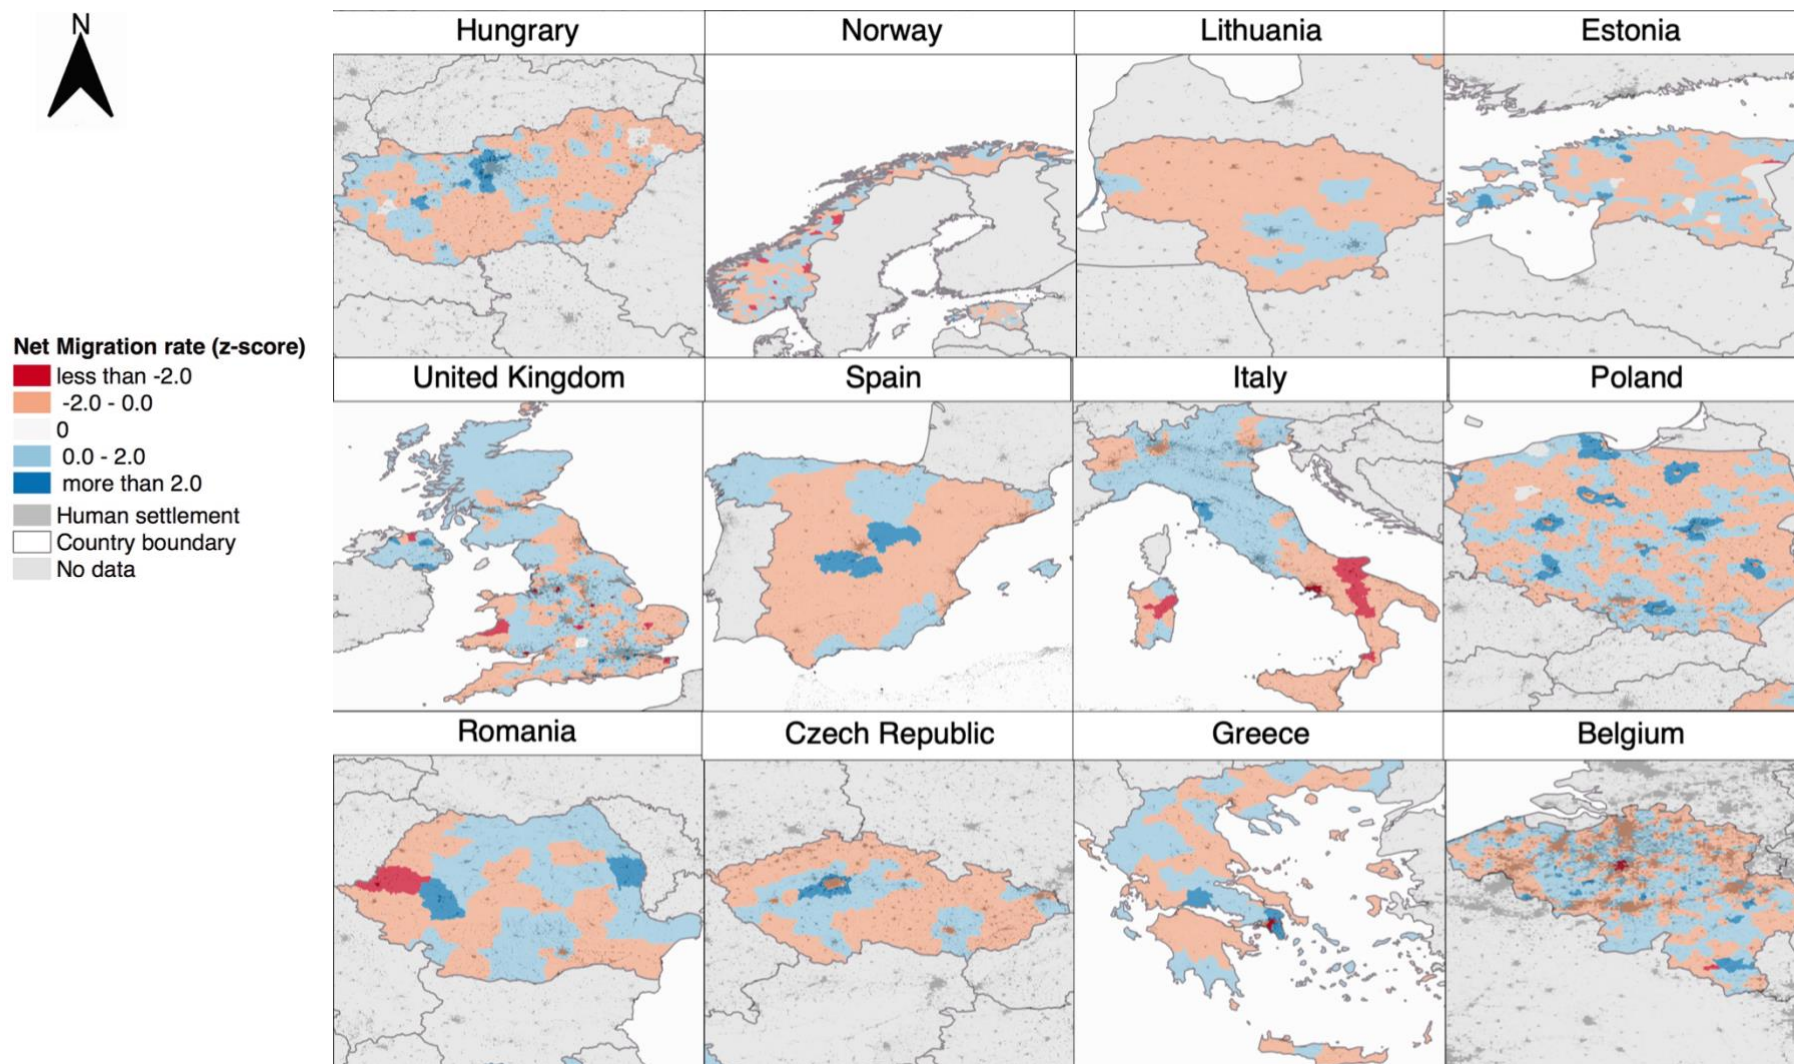 N
Hungrary
Norway
Lithuania
Estonia
Net Migration rate (z-score)
less than -2.0
-2.0 - 0.0
0
0.0 - 2.0
more than 2.0
Human settlement
Country boundary
No data
United Kingdom
Spain
Italy
Poland
Romania
Czech Republic
Greece
Belgium